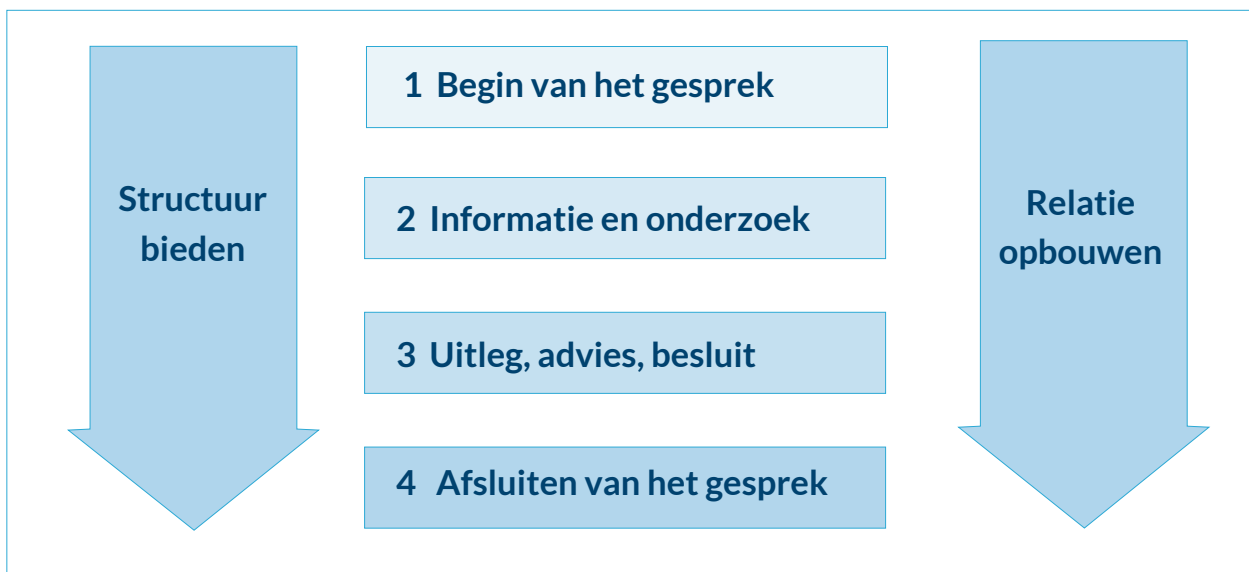 Structuur
bieden
1 Begin van het gesprek
2 Informatie en onderzoek
3 Uitleg, advies, besluit
4 Afsluiten van het gesprek
Relatie
opbouwen